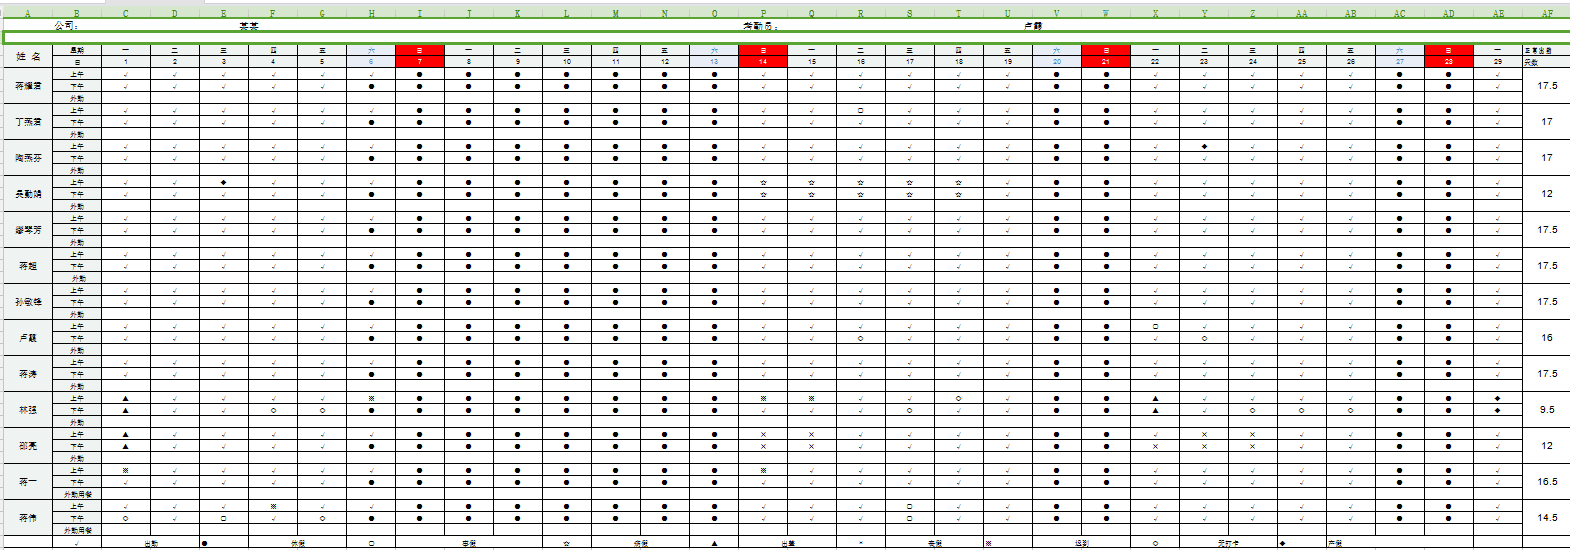 A B C D E F G H I J K L M N O P Q R S T U V W X Y Z AA AB AC AD AE AF
公司: 某某 考勤员: 卢巍
姓 名 星期 一 二 三 四 五 六 日 一 二 三 四 五 六 日 一 二 三 四 五 六 日 一 二 三 四 五 六 日 一 正常出勤
日 1 2 3 4 5 6 7 8 9 10 11 12 13 14 15 16 17 18 19 20 21 22 23 24 25 26 27 28 29 天数
上午 √ √ √ √ √ √ ● ● ● ● ● ● ● √ √ √ √ √ √ ● ● √ √ √ √ √ ● ● √
蒋耀君 下午 √ √ √ √ √ ● ● ● ● ● ● ● ● √ √ √ √ √ √ ● ● √ √ √ √ √ ● ● √ 17.5
外勤
上午 √ √ √ √ √ √ ● ● ● ● ● ● ● √ √ □ √ √ √ ● ● √ √ √ √ √ ● ● √
丁燕君 下午 √ √ √ √ √ ● ● ● ● ● ● ● ● √ √ √ √ √ √ ● ● √ √ √ √ √ ● ● √ 17
外勤
上午 √ √ √ √ √ √ ● ● ● ● ● ● ● √ √ √ √ √ √ ● ● √ ◆ √ √ √ ● ● √
陶燕芬 下午 √ √ √ √ √ ● ● ● ● ● ● ● ● √ √ √ √ √ √ ● ● √ √ √ √ √ ● ● √ 17
外勤
上午 √ √ ◆ √ √ √ ● ● ● ● ● ● ● ☆ ☆ ☆ ☆ ☆ √ ● ● √ √ √ √ √ ● ● √
吴勤娟 下午 √ √ √ √ √ ● ● ● ● ● ● ● ● ☆ ☆ ☆ ☆ ☆ √ ● ● √ √ √ √ √ ● ● √ 12
外勤
上午 √ √ √ √ √ √ ● ● ● ● ● ● ● √ √ √ √ √ √ ● ● √ √ √ √ √ ● ● √
廖琴芳 下午 √ √ √ √ √ ● ● ● ● ● ● ● ● √ √ √ √ √ √ ● ● √ √ √ √ √ ● ● √ 17.5
外勤
上午 √ √ √ √ √ √ ● ● ● ● ● ● ● √ √ √ √ √ √ ● ● √ √ √ √ √ ● ● √
蒋超 下午 √ √ √ √ √ ● ● ● ● ● ● ● ● √ √ √ √ √ √ ● ● √ √ √ √ √ ● ● √ 17.5
外勤
上午 √ √ √ √ √ √ ● ● ● ● ● ● ● √ √ √ √ √ √ ● ● √ √ √ √ √ ● ● √
孙敏锋 下午 √ √ √ √ √ ● ● ● ● ● ● ● ● √ √ √ √ √ √ ● ● √ √ √ √ √ ● ● √ 17.5
外勤
上午 √ √ √ √ √ √ ● ● ● ● ● ● ● √ √ √ √ √ √ ● ● □ √ √ √ √ ● ● √
卢巍 下午 √ √ √ √ √ ● ● ● ● ● ● ● ● √ √ ○ √ √ √ ● ● √ ○ √ √ √ ● ● √ 16
外勤
上午 √ √ √ √ √ √ ● ● ● ● ● ● ● √ √ √ √ √ √ ● ● √ √ √ √ √ ● ● √
蒋涛 下午 √ √ √ √ √ ● ● ● ● ● ● ● ● √ √ √ √ √ √ ● ● √ √ √ √ √ ● ● √ 17.5
外勤
上午 ▲ √ √ √ √ ※ ● ● ● ● ● ● ● ※ ※ √ √ ○ √ ● ● ▲ √ √ √ √ ● ● ◆
林强 下午 ▲ √ √ ○ ○ ● ● ● ● ● ● ● ● √ √ √ ○ √ √ ● ● ▲ √ ○ ○ ○ ● ● ◆ 9.5
外勤
上午 ▲ √ √ √ √ √ ● ● ● ● ● ● ● × × √ √ √ √ ● ● √ × × √ √ ● ● √
邵亮 下午 ▲ √ √ √ √ ● ● ● ● ● ● ● ● × × √ √ √ √ ● ● × × × √ √ ● ● √ 12
外勤
上午 ※ √ √ √ √ √ ● ● ● ● ● ● ● ※ √ √ √ √ √ ● ● √ √ √ √ √ ● ● √
蒋一 下午 √ √ √ √ √ ● ● ● ● ● ● ● ● √ √ √ √ √ √ ● ● √ √ √ √ √ ● ● √ 16.5
外勤用餐
上午 √ √ √ ※ √ √ ● ● ● ● ● ● ● √ √ √ □ √ √ ● ● √ √ √ √ √ ● ● √
蒋伟 下午 ○ √ □ √ ○ ● ● ● ● ● ● ● ● √ √ √ □ √ √ ● ● √ √ √ √ √ ● ● √ 14.5
外勤用餐
√ 出勤 ● 休假 □ 事假 ☆ 病假 ▲ 出差 × 丧假 ※ 迟到 ○ 无打卡 ◆ 产假